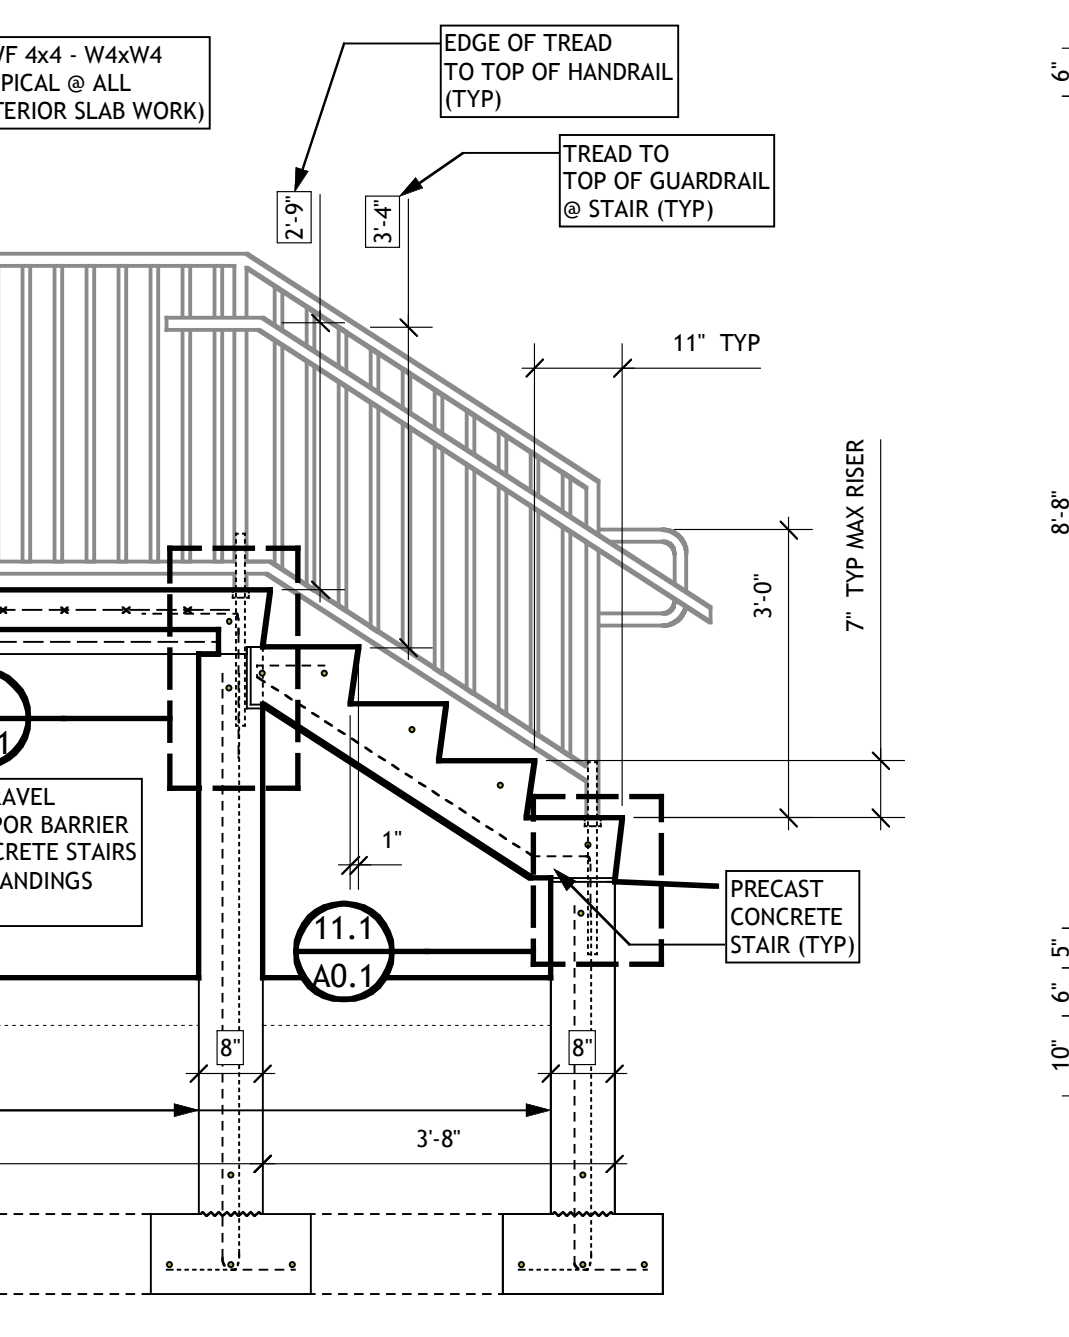 VF 4x4 - W4xW4
PICAL @ ALL
TERIOR SLAB WORK)
EDGE OF TREAD
TO TOP OF HANDRAIL
(TYP)
TREAD TO
TOP OF GUARDRAIL
@ STAIR (TYP)
2'-9"
3'-4"
11" TYP
7" TYP MAX RISER
3'-0"
6"
8'-8"
5"
6"
10"
1
RAVEL
POR BARRIER
CRETE STAIRS
ANDINGS
1"
11.1
A0.1
PRECAST
CONCRETE
STAIR (TYP)
8"
8"
3'-8"